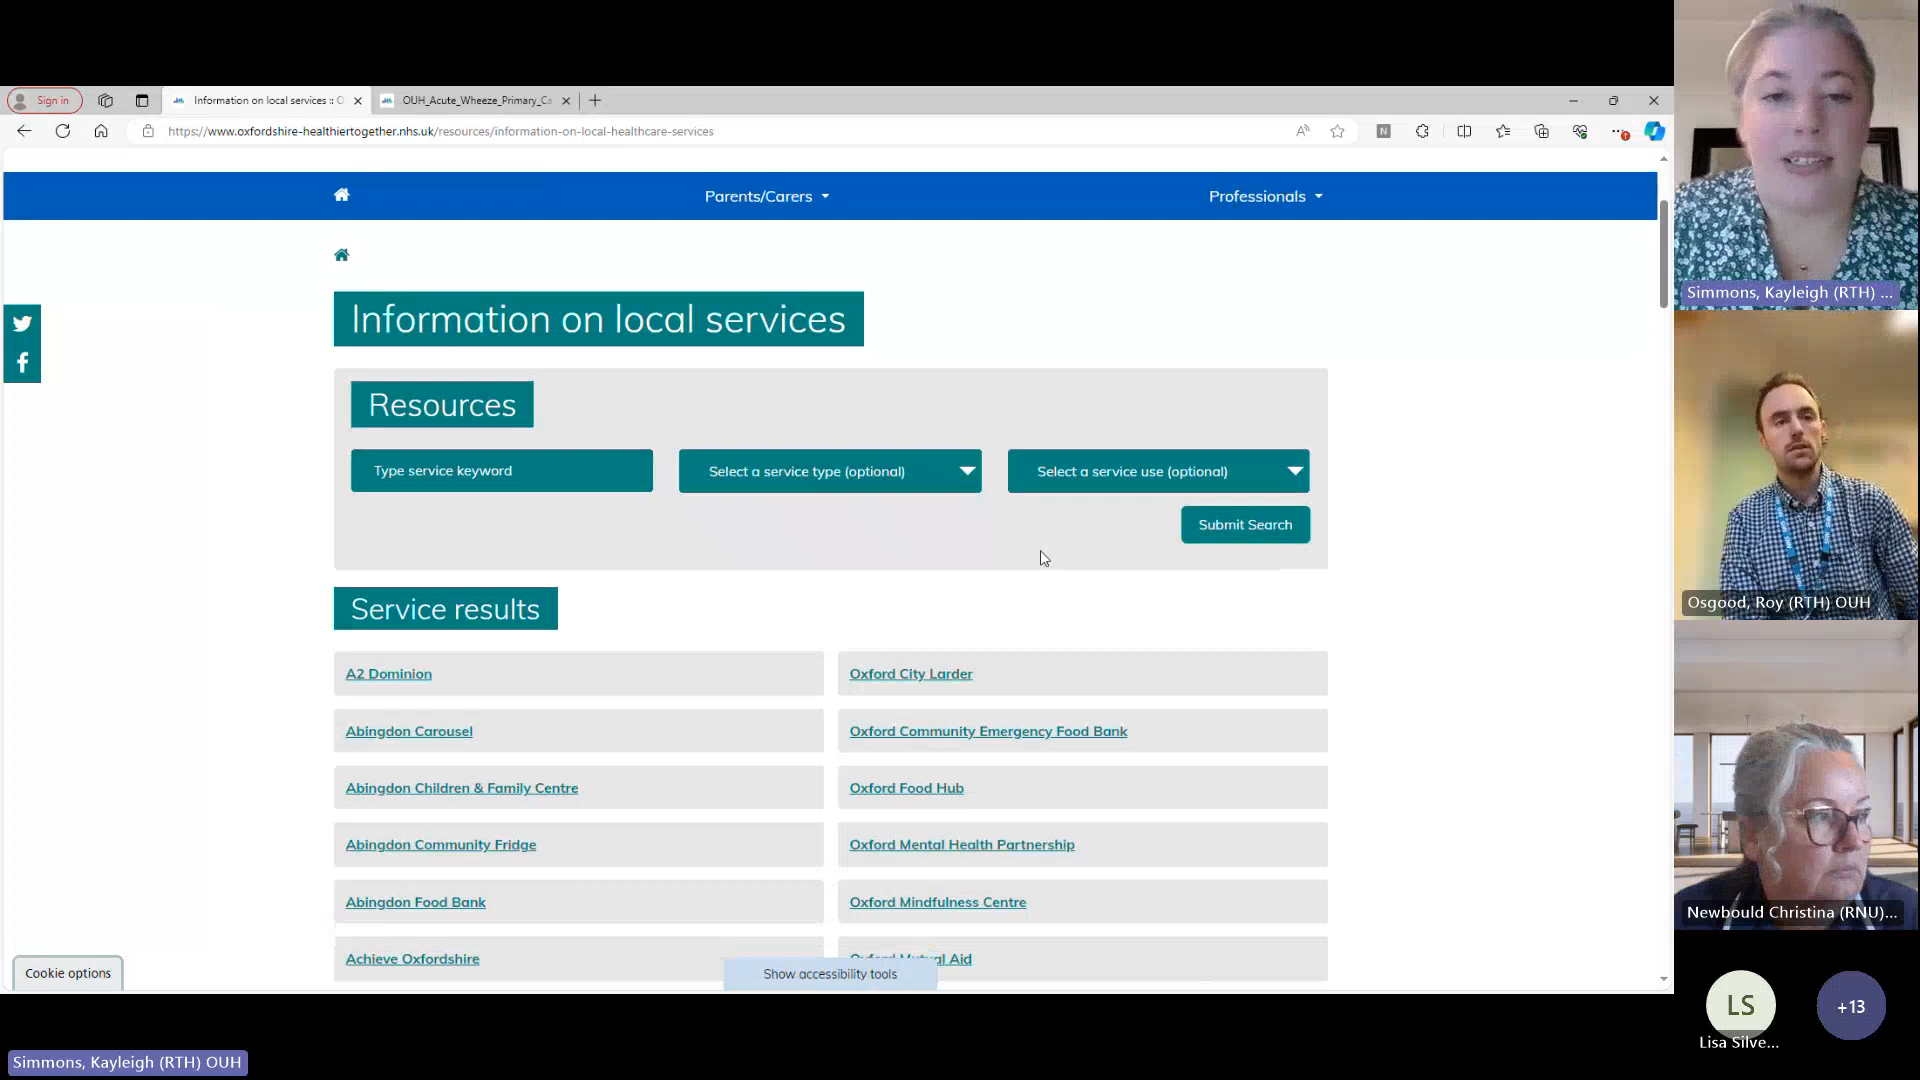 Sign in
Information on local services :: O
OUH_Acute_Wheeze_Primary_Ca
https://www.oxfordshire-healthiertogether.nhs.uk/resources/information-on-local-healthcare-services
Parents/Carers
Professionals
Information on local services
Resources
Type service keyword
Select a service type (optional)
Select a service use (optional)
Submit Search
Service results
A2 Dominion
Oxford City Larder
Abingdon Carousel
Oxford Community Emergency Food Bank
Abingdon Children & Family Centre
Oxford Food Hub
Abingdon Community Fridge
Oxford Mental Health Partnership
Abingdon Food Bank
Oxford Mindfulness Centre
Achieve Oxfordshire
Oxford Mutual Aid
Cookie options
Show accessibility tools
Simmons, Kayleigh (RTH) OUH
Simmons, Kayleigh (RTH) ...
Osgood, Roy (RTH) OUH
Newbould Christina (RNU)...
LS
+13
Lisa Silve...